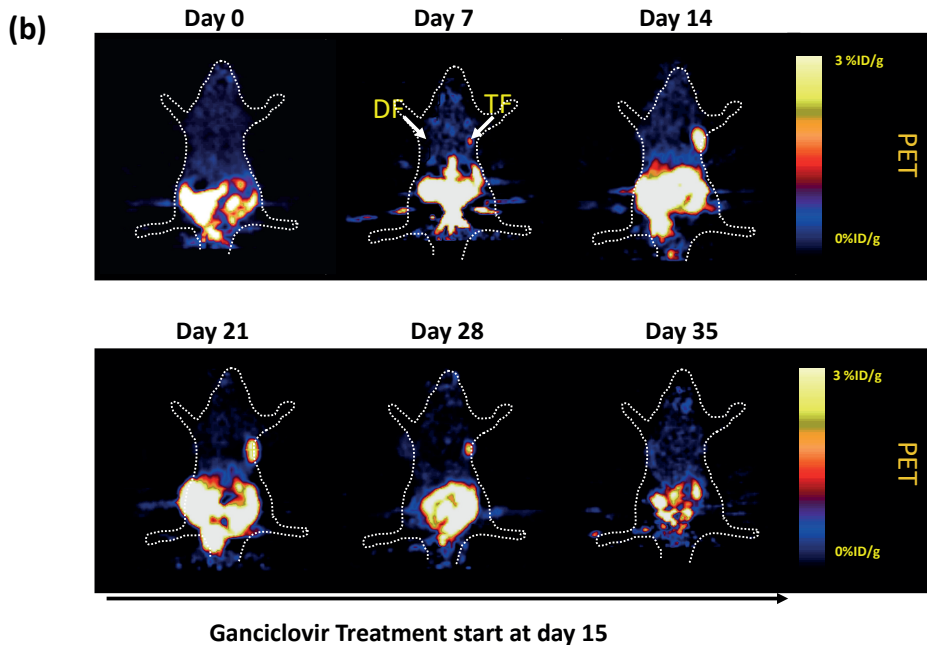 (b)
Day 0
Day 7
Day 14
DF
TF
3 %ID/g
0%ID/g
PET
Day 21
Day 28
Day 35
3 %ID/g
0%ID/g
PET
Ganciclovir Treatment start at day 15